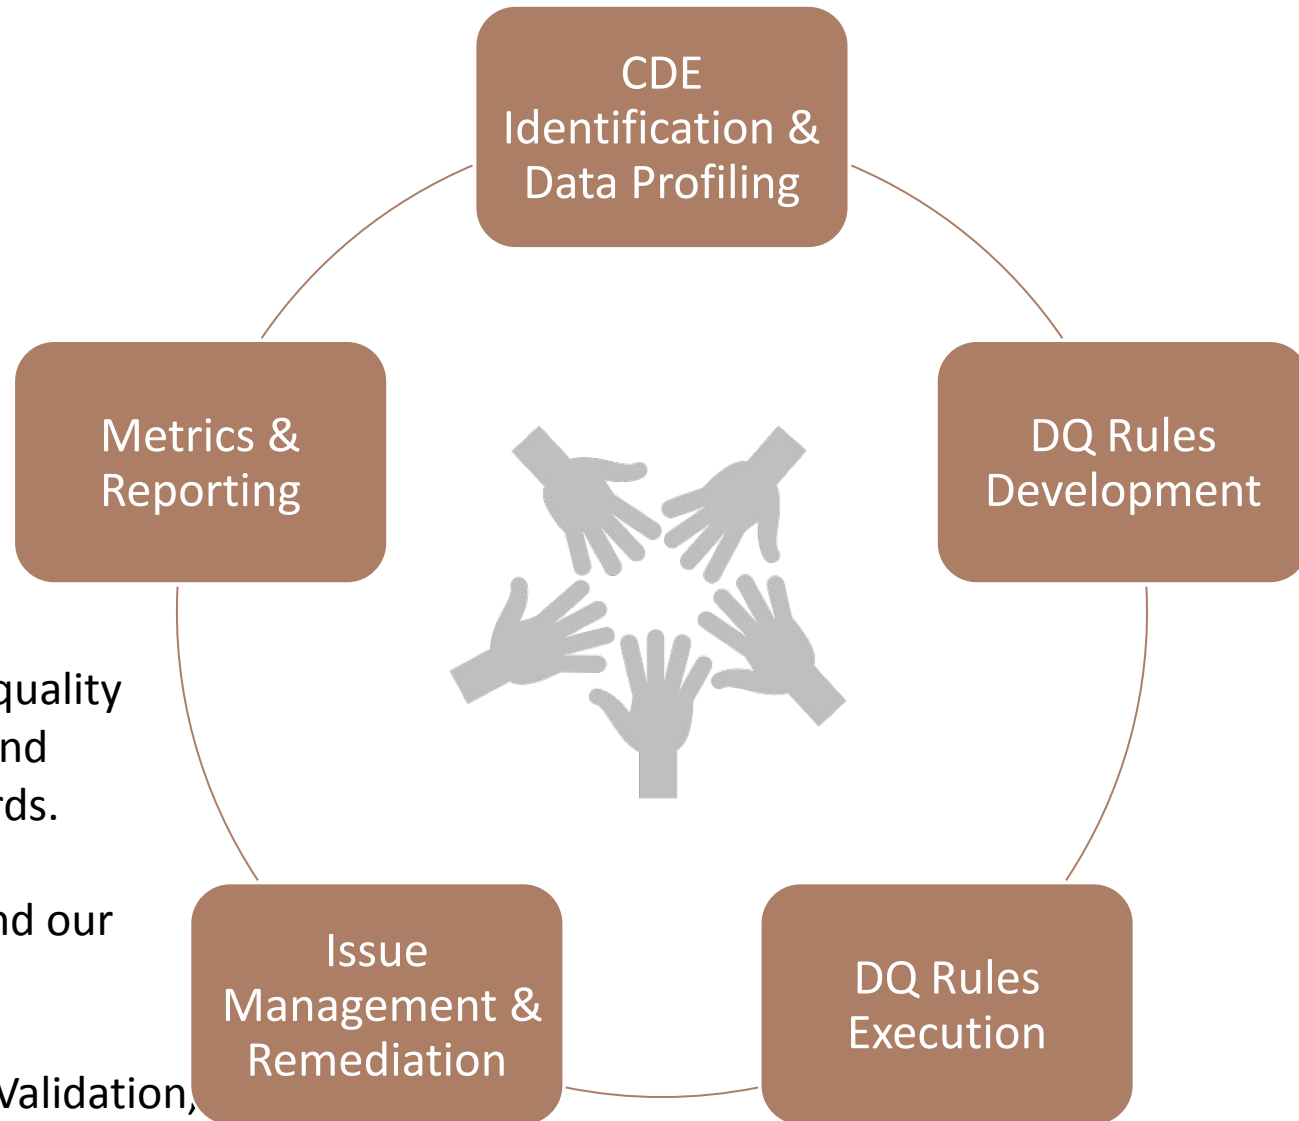 CDE
Identification &
Data Profiling
DQ Rules
Development
DQ Rules
Execution
Issue
Management &
Remediation
Metrics &
Reporting
quality
nd
rds.
nd our
Validation,